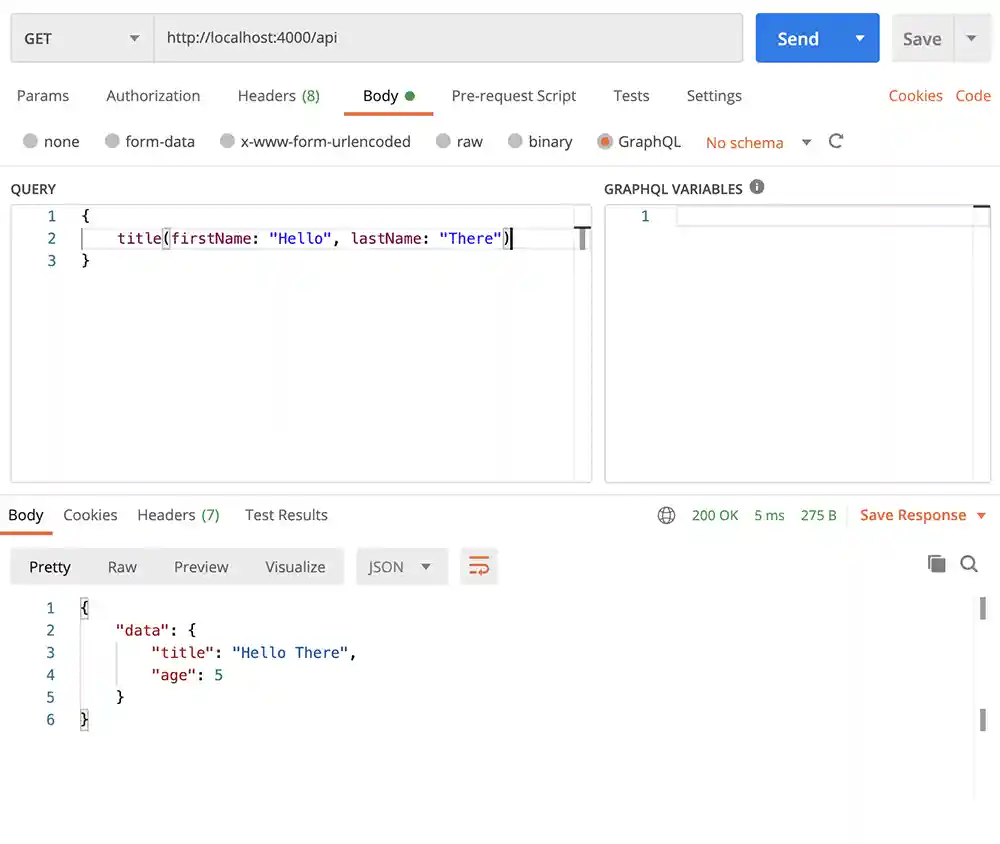 GET http://localhost:4000/api Send Save
Params Authorization Headers (8) Body Pre-request Script Tests Settings Cookies Code
none form-data x-www-form-urlencoded raw binary GraphQL No schema
QUERY GRAPHQL VARIABLES
1 { 1
2 title(firstName: "Hello", lastName: "There")
3 }
Body Cookies Headers (7) Test Results 200 OK 5 ms 275 B Save Response
Pretty Raw Preview Visualize JSON
1 {
2 "data": {
3 "title": "Hello There",
4 "age": 5
5 }
6 }